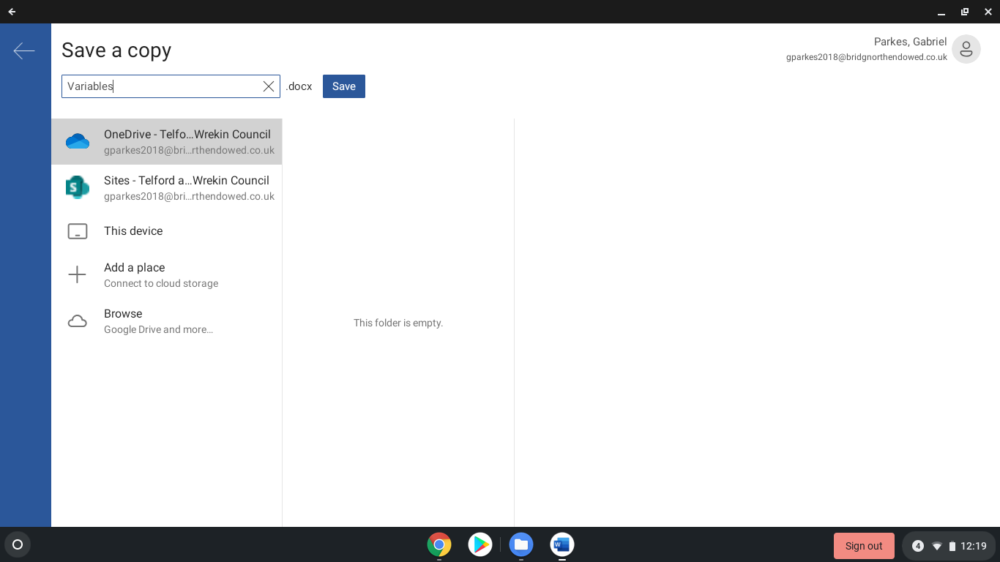 Save a copy
Parkes, Gabriel
gparkes2018@bridgnorthendowed.co.uk
Variables
.docx
Save
OneDrive - Telfo...Wrekin Council
gparkes2018@bri...rthendowed.co.uk
Sites - Telford a...Wrekin Council
gparkes2018@bri...rthendowed.co.uk
This device
Add a place
Connect to cloud storage
Browse
Google Drive and more...
This folder is empty.
S
W
Sign out
4
12:19